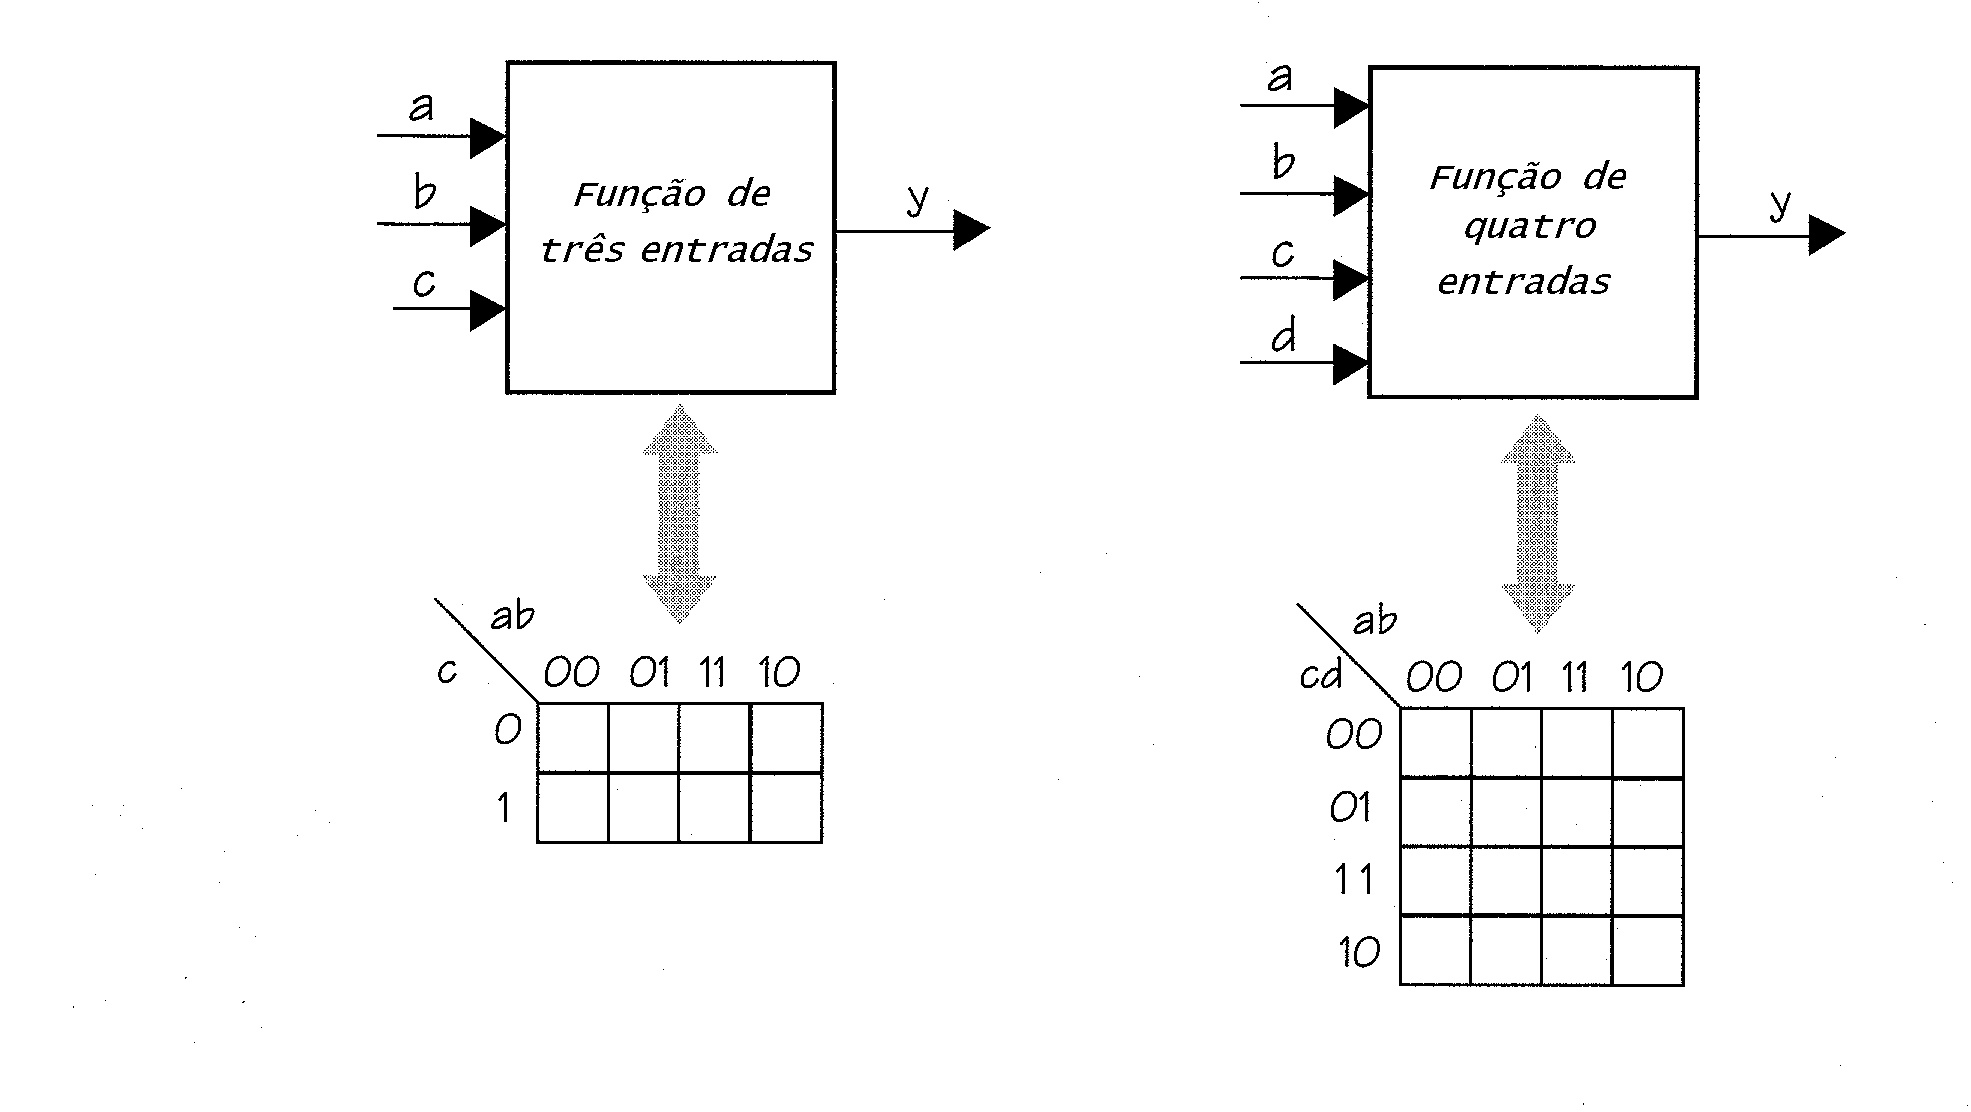 a
b
c
Função de
três entradas
y
ab
c
00 01 11 10
0
1
a
b
c
d
Função de
quatro
entradas
y
ab
cd
00 01 11 10
00
01
11
10